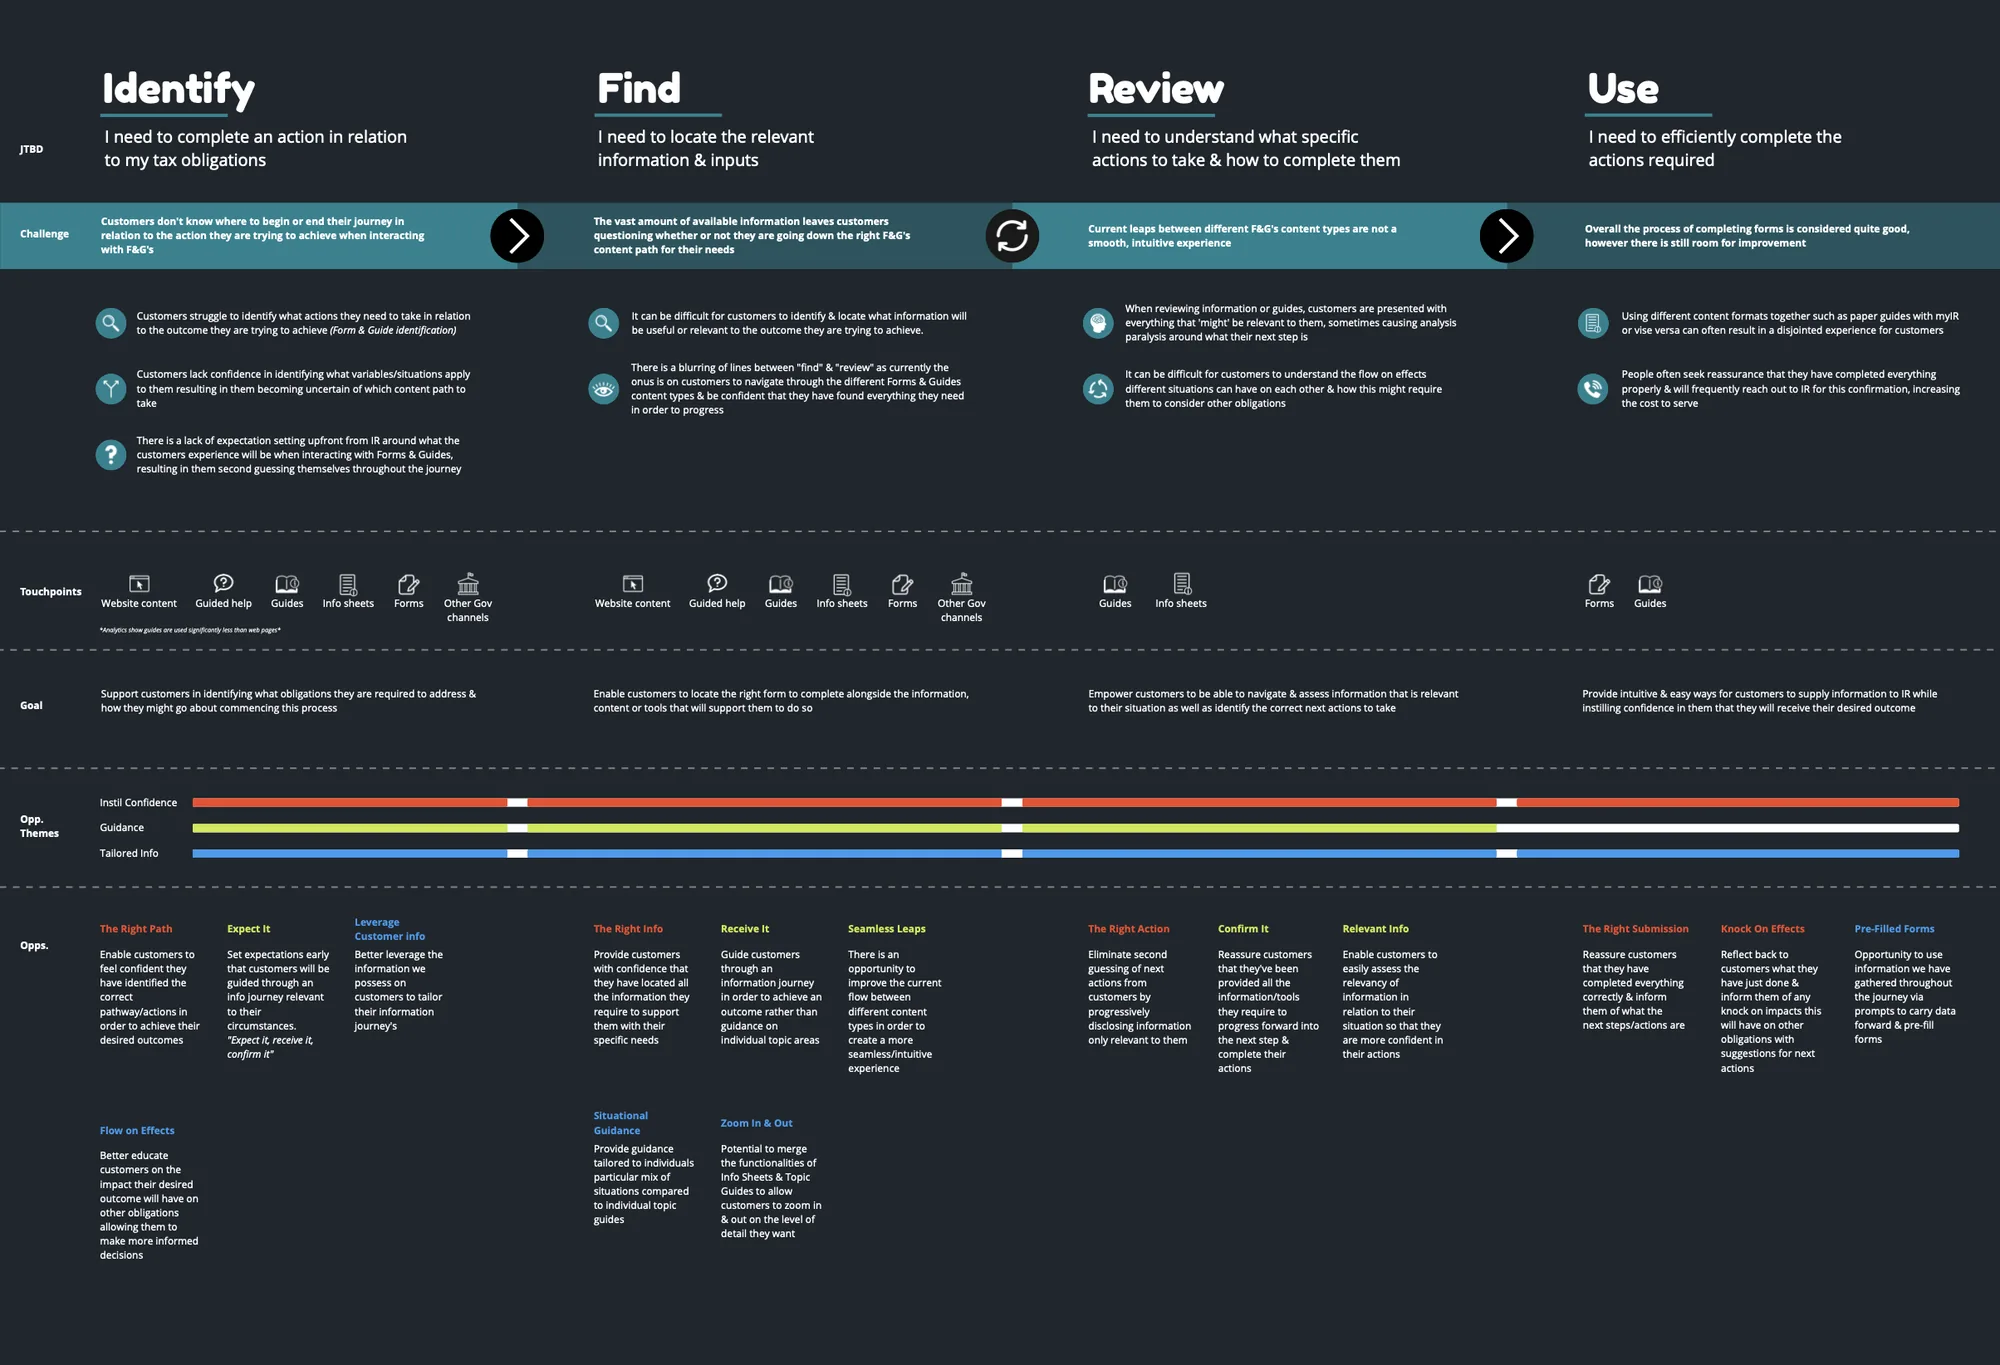 Identify
Find
Review
Use
JTBD
I need to complete an action in relation
to my tax obligations
I need to locate the relevant
information & inputs
I need to understand what specific
actions to take & how to complete them
I need to efficiently complete the
actions required
Challenge
Customers don't know where to begin or end their journey in
relation to the action they are trying to achieve when interacting
with F&G's
The vast amount of available information leaves customers
questioning whether or not they are going down the right F&G's
content path for their needs
Current leaps between different F&G's content types are not a
smooth, intuitive experience
Overall the process of completing forms is considered quite good,
however there is still room for improvement
Customers struggle to identify what actions they need to take in relation
to the outcome they are trying to achieve (Form & Guide identification)
Customers lack confidence in identifying what variables/situations apply
to them resulting in them becoming uncertain of which content path to
take
There is a lack of expectation setting upfront from IR around what the
customers experience will be when interacting with Forms & Guides,
resulting in them second guessing themselves throughout the journey
It can be difficult for customers to identify & locate what information will
be useful or relevant to the outcome they are trying to achieve.
There is a blurring of lines between "find" & "review" as currently the
onus is on customers to navigate through the different Forms & Guides
content types & be confident that they have found everything they need
in order to progress
When reviewing information or guides, customers are presented with
everything that 'might' be relevant to them, sometimes causing analysis
paralysis around what their next step is
It can be difficult for customers to understand the flow on effects
different situations can have on each other & how this might require
them to consider other obligations
Using different content formats together such as paper guides with myIR
or vise versa can often result in a disjointed experience for customers
People often seek reassurance that they have completed everything
properly & will frequently reach out to IR for this confirmation, increasing
the cost to serve
Touchpoints
Website content
Guided help
Guides
Info sheets
Forms
Other Gov
channels
*Analytics show guides are used significantly less than web pages*
Website content
Guided help
Guides
Info sheets
Forms
Other Gov
channels
Guides
Info sheets
Forms
Guides
Goal
Support customers in identifying what obligations they are required to address &
how they might go about commencing this process
Enable customers to locate the right form to complete alongside the information,
content or tools that will support them to do so
Empower customers to be able to navigate & assess information that is relevant
to their situation as well as identify the correct next actions to take
Provide intuitive & easy ways for customers to supply information to IR while
instilling confidence in them that they will receive their desired outcome
Opp.
Themes
Instil Confidence
Guidance
Tailored Info
Opps.
The Right Path
Enable customers to
feel confident they
have identified the
correct
pathway/actions in
order to achieve their
desired outcomes
Expect It
Set expectations early
that customers will be
guided through an
info journey relevant
to their
circumstances.
"Expect it, receive it,
confirm it"
Leverage
Customer info
Better leverage the
information we
possess on
customers to tailor
their information
journey's
Flow on Effects
Better educate
customers on the
impact their desired
outcome will have on
other obligations
allowing them to
make more informed
decisions
The Right Info
Provide customers
with confidence that
they have located all
the information they
require to support
them with their
specific needs
Receive It
Guide customers
through an
information journey
in order to achieve an
outcome rather than
guidance on
individual topic areas
Seamless Leaps
There is an
opportunity to
improve the current
flow between
different content
types in order to
create a more
seamless/intuitive
experience
Situational
Guidance
Provide guidance
tailored to individuals
particular mix of
situations compared
to individual topic
guides
Zoom In & Out
Potential to merge
the functionalities of
Info Sheets & Topic
Guides to allow
customers to zoom in
& out on the level of
detail they want
The Right Action
Eliminate second
guessing of next
actions from
customers by
progressively
disclosing information
only relevant to them
Confirm It
Reassure customers
that they've been
provided all the
information/tools
they require to
progress forward into
the next step &
complete their
actions
Relevant Info
Enable customers to
easily assess the
relevancy of
information in
relation to their
situation so that they
are more confident in
their actions
The Right Submission
Reassure customers
that they have
completed everything
correctly & inform
them of what the
next steps/actions are
Knock On Effects
Reflect back to
customers what they
have just done &
inform them of any
knock on impacts this
will have on other
obligations with
suggestions for next
actions
Pre-Filled Forms
Opportunity to use
information we have
gathered throughout
the journey via
prompts to carry data
forward & pre-fill
forms